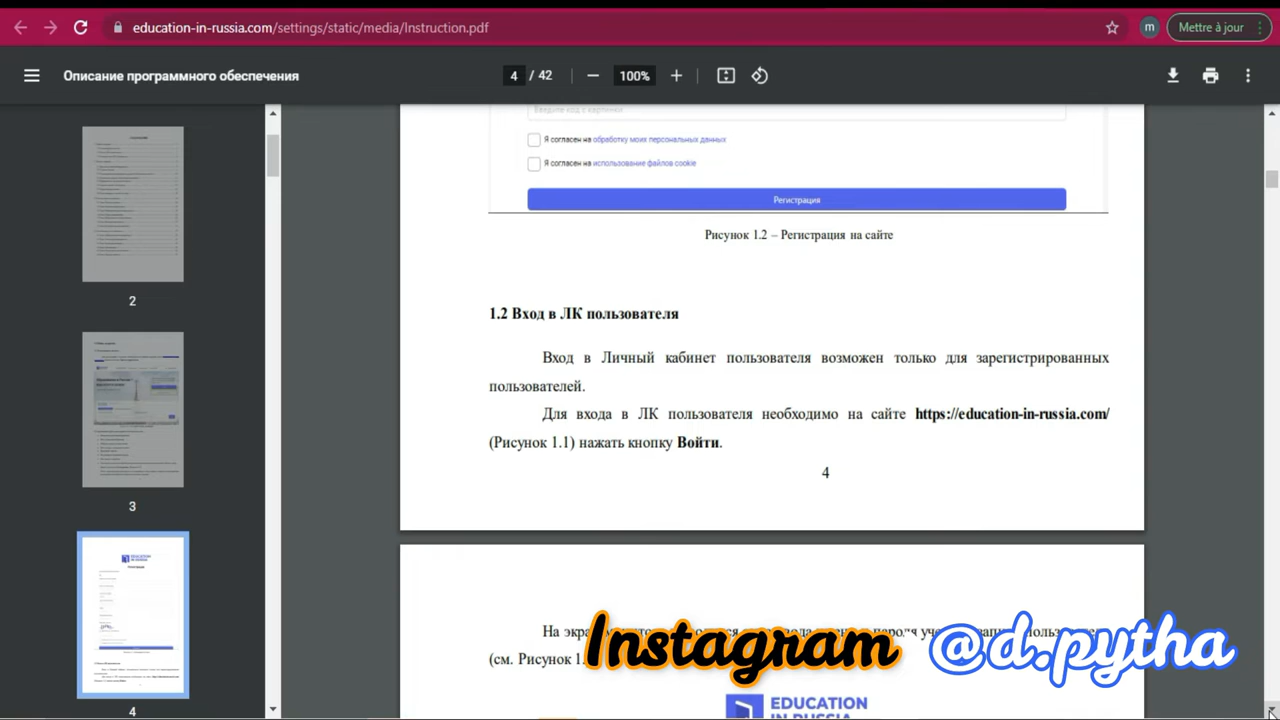 education-in-russia.com/settings/static/media/Instruction.pdf
m
Mettre à jour
Описание программного обеспечения
4 / 42
100%
Введите код с картинки
Я согласен на обработку моих персональных данных
Я согласен на использование файлов cookie
Регистрация
Рисунок 1.2 – Регистрация на сайте
1.2 Вход в ЛК пользователя
Вход в Личный кабинет пользователя возможен только для зарегистрированных
пользователей.
Для входа в ЛК пользователя необходимо на сайте https://education-in-russia.com/
(Рисунок 1.1) нажать кнопку Войти.
4
2
3
4
На
(см. Рисунок
Instagram @d.pytha
EDUCATION
IN RUSSIA